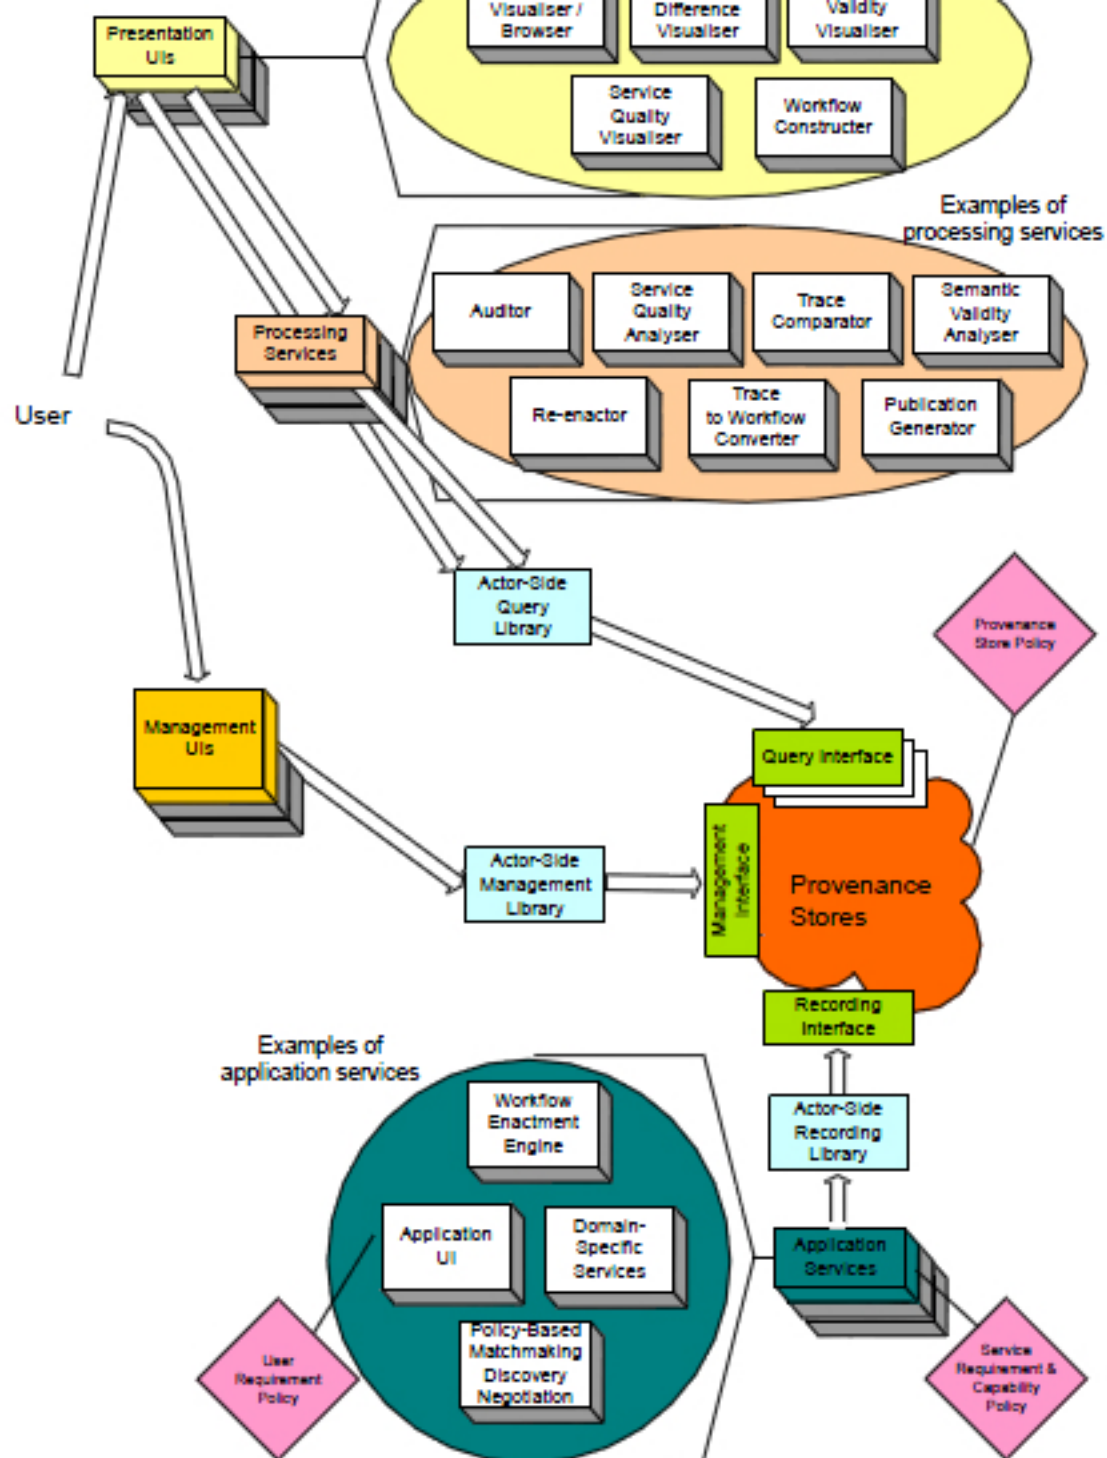 Visualiser /
Browser
Difference
Visualiser
Validity
Visualiser
Presentation
UIs
Service
Quality
Visualiser
Workflow
Constructer
Examples of
processing services
Auditor
Service
Quality
Analyser
Trace
Comparator
Semantic
Validity
Analyser
Processing
Services
Re-enactor
Trace
to Workflow
Converter
Publication
Generator
User
Actor-Side
Query
Library
Provenance
Store Policy
Management
UIs
Query Interface
Actor-Side
Management
Library
Management
Interface
Provenance
Stores
Recording
Interface
Examples of
application services
Workflow
Enactment
Engine
Actor-Side
Recording
Library
Application
UI
Domain-
Specific
Services
Application
Services
Policy-Based
Matchmaking
Discovery
Negotiation
User
Requirement
Policy
Service
Requirement &
Capability
Policy